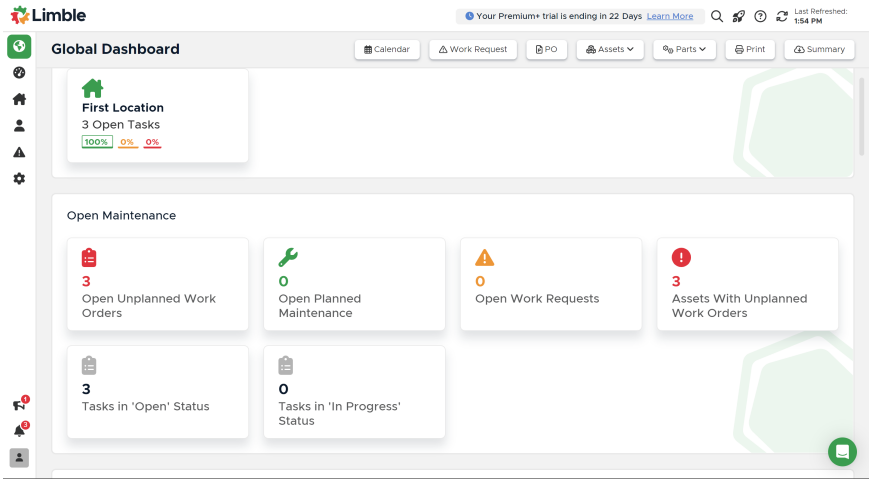 Limble
Your Premium+ trial is ending in 22 Days Learn More
Last Refreshed:
1:54 PM
Global Dashboard
Calendar
Work Request
PO
Assets
Parts
Print
Summary
First Location
3 Open Tasks
100% 0% 0%
Open Maintenance
3
Open Unplanned Work
Orders
0
Open Planned
Maintenance
0
Open Work Requests
3
Assets With Unplanned
Work Orders
3
Tasks in 'Open' Status
0
Tasks in 'In Progress'
Status
1
3